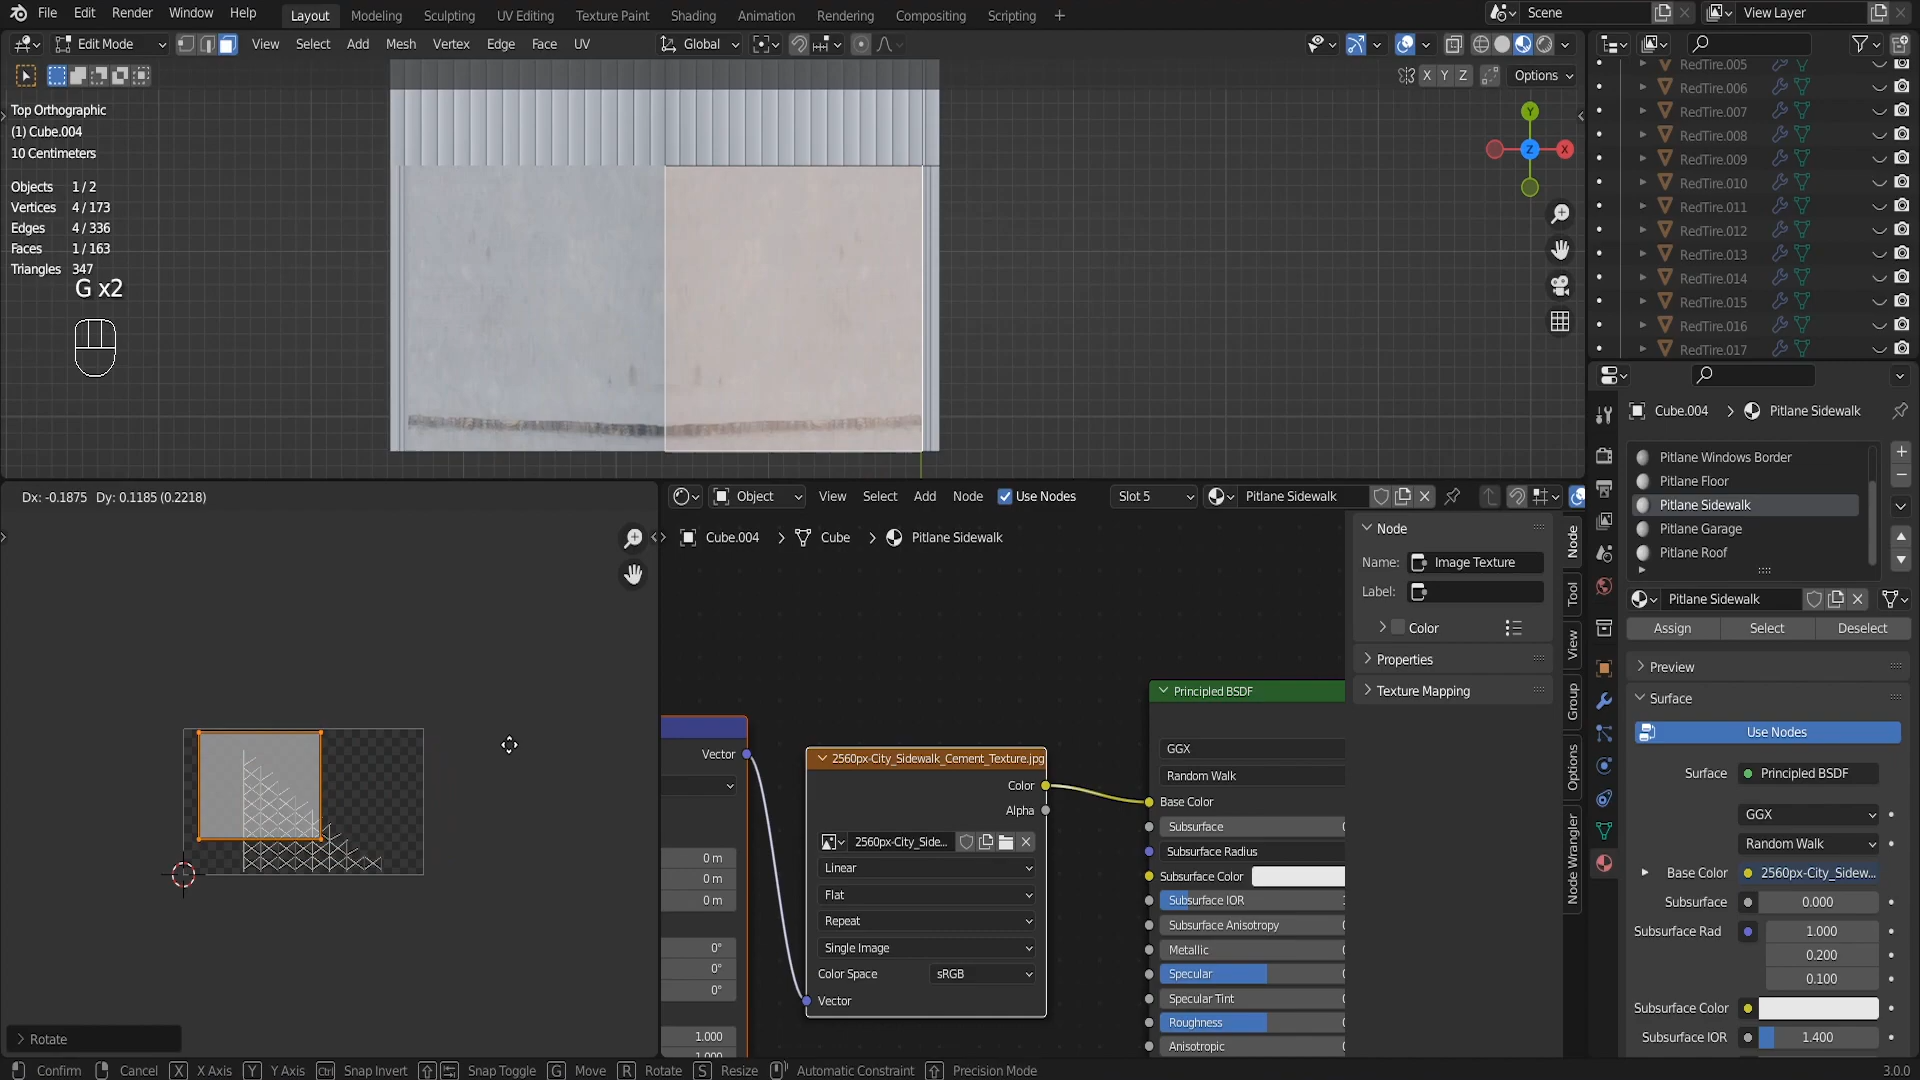 File Edit Render Window Help
Layout Modeling Sculpting UV Editing Texture Paint Shading Animation Rendering Compositing Scripting +
Scene
View Layer
Edit Mode
View Select Add Mesh Vertex Edge Face UV
Global
X Y Z
Options
Top Orthographic
(1) Cube.004
10 Centimeters
Objects 1 / 2
Vertices 4 / 173
Edges 4 / 336
Faces 1 / 163
Triangles 347
G x2
Y
Z
X
RedTire.005
RedTire.006
RedTire.007
RedTire.008
RedTire.009
RedTire.010
RedTire.011
RedTire.012
RedTire.013
RedTire.014
RedTire.015
RedTire.016
RedTire.017
Cube.004 > Pitlane Sidewalk
Pitlane Windows Border
Pitlane Floor
Pitlane Sidewalk
Pitlane Garage
Pitlane Roof
Pitlane Sidewalk
Assign Select Deselect
Preview
Surface
Use Nodes
Surface Principled BSDF
GGX
Random Walk
Base Color 2560px-City_Sidew...
Subsurface 0.000
Subsurface Rad 1.000
0.200
0.100
Subsurface Color
Subsurface IOR 1.400
Dx: -0.1875 Dy: 0.1185 (0.2218)
Rotate
Object
View Select Add Node Use Nodes
Slot 5
Pitlane Sidewalk
Cube.004 > Cube > Pitlane Sidewalk
Node
Name: Image Texture
Label:
Color
Properties
Texture Mapping
Node
Tool
View
Group
Options
Node Wrangler
Vector
0 m
0 m
0 m
0°
0°
0°
1.000
1.000
2560px-City_Sidewalk_Cement_Texture.jpg
Color
Alpha
2560px-City_Side...
Linear
Flat
Repeat
Single Image
Color Space sRGB
Vector
Principled BSDF
GGX
Random Walk
Base Color
Subsurface
Subsurface Radius
Subsurface Color
Subsurface IOR
Subsurface Anisotropy
Metallic
Specular
Specular Tint
Roughness
Anisotropic
Confirm Cancel X X Axis Y Y Axis Ctrl Snap Invert Snap Toggle G Move R Rotate S Resize Automatic Constraint Precision Mode
3.0.0